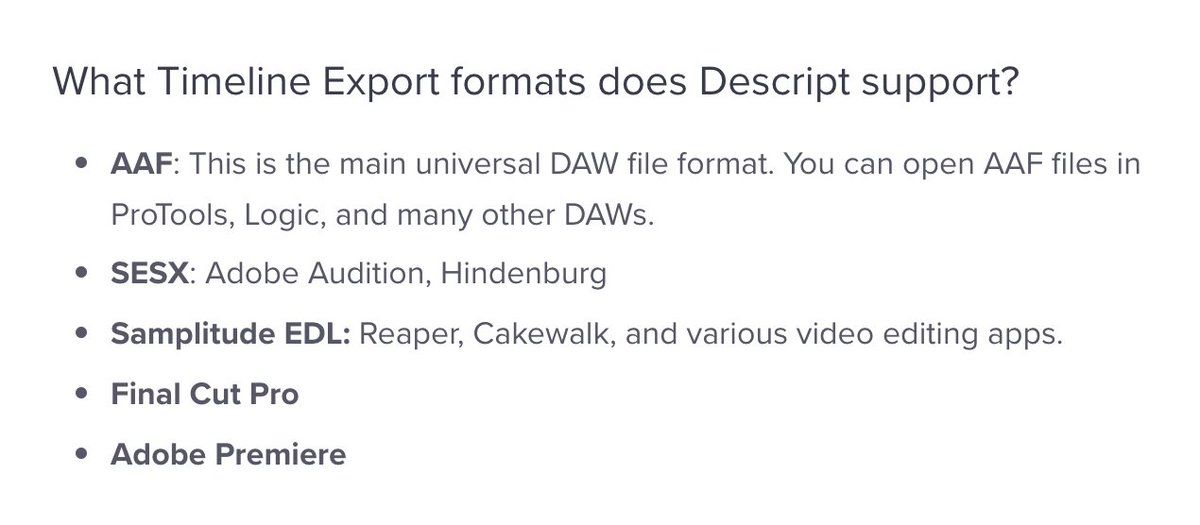 What Timeline Export formats does Descript support?
• AAF: This is the main universal DAW file format. You can open AAF files in
ProTools, Logic, and many other DAWs.
• SESX: Adobe Audition, Hindenburg
• Samplitude EDL: Reaper, Cakewalk, and various video editing apps.
• Final Cut Pro
• Adobe Premiere